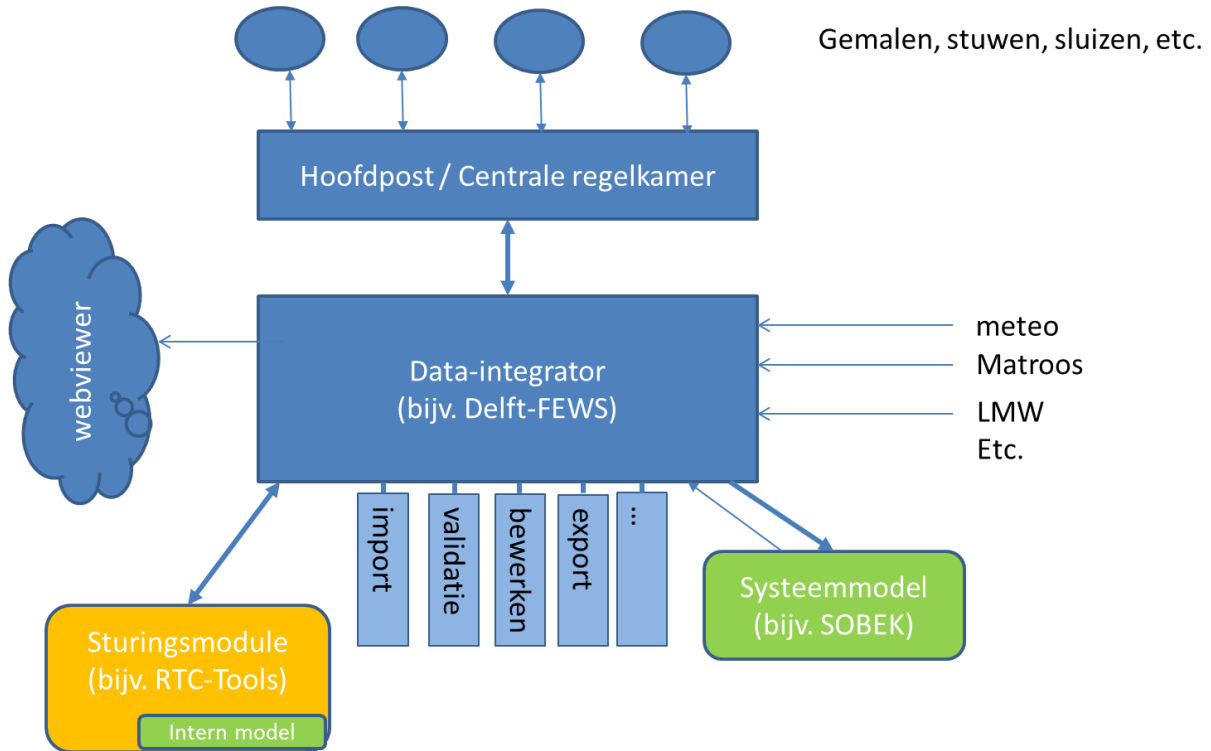 Gemalen, stuwen, sluizen, etc.
Hoofdpost / Centrale regelkamer
webviewer
Data-integrator
(bijv. Delft-FEWS)
meteo
Matroos
LMW
Etc.
import
validatie
bewerken
export
...
Systeemmodel
(bijv. SOBEK)
Sturingsmodule
(bijv. RTC-Tools)
Intern model